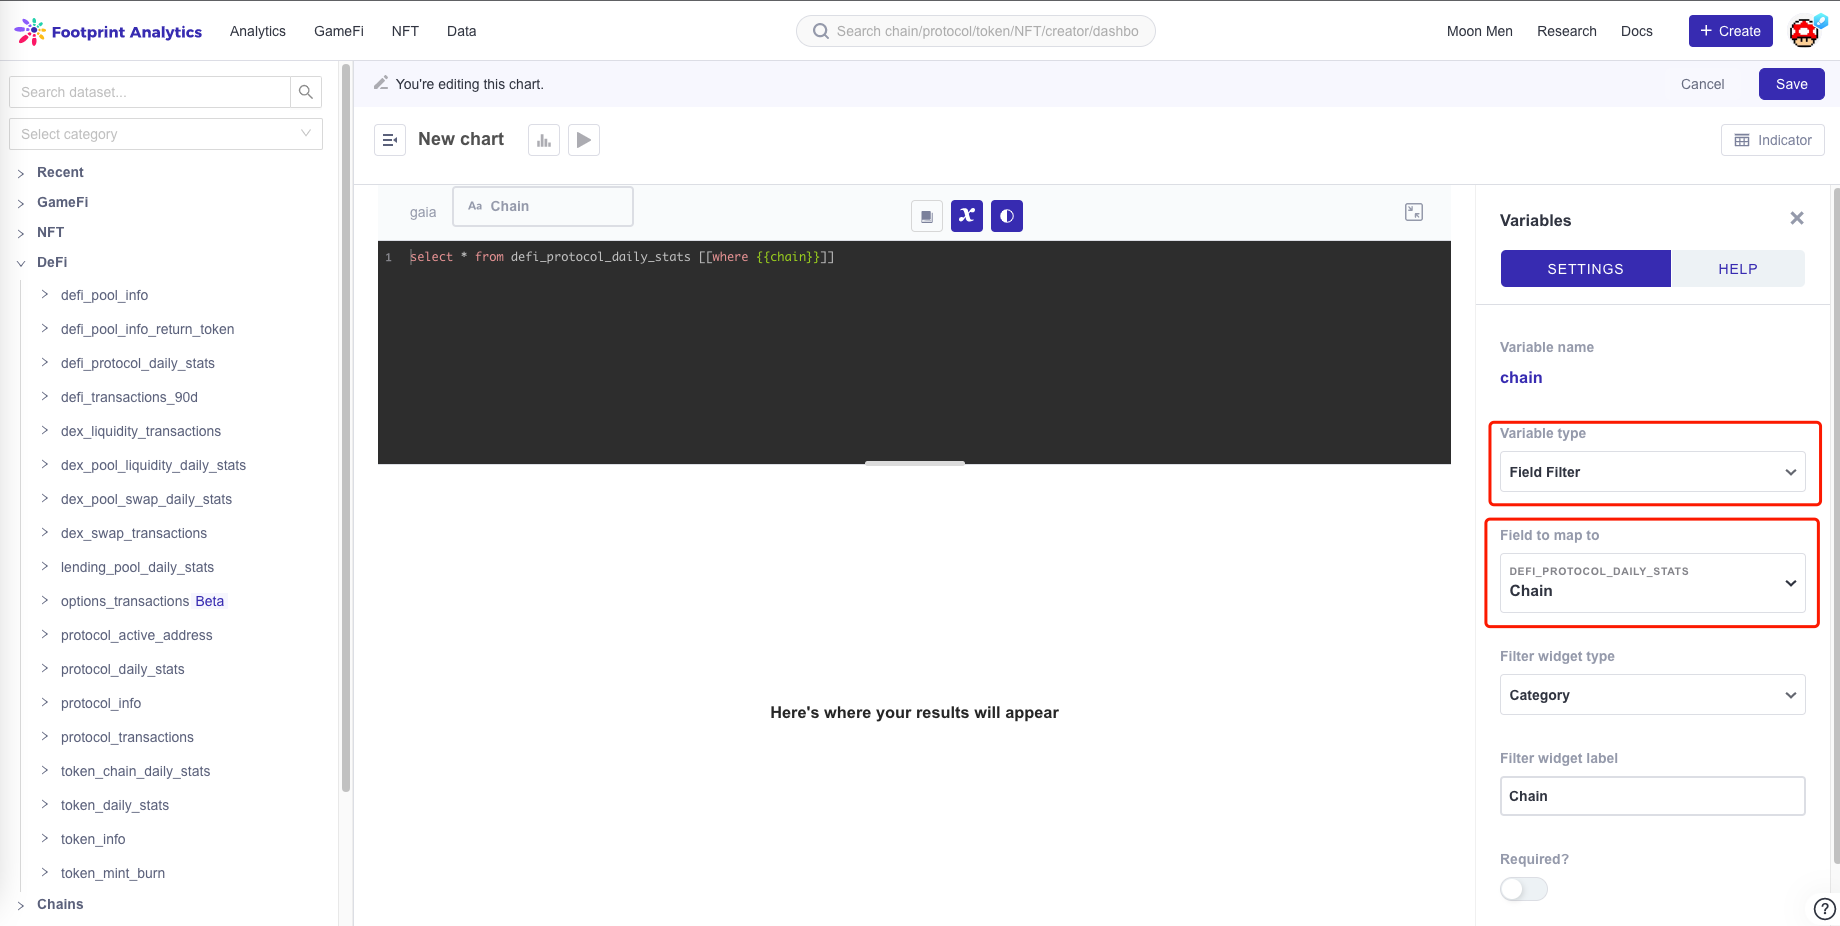 Footprint Analytics
Analytics
GameFi
NFT
Data
Search chain/protocol/token/NFT/creator/dashbo
Moon Men
Research
Docs
+ Create
Search dataset...
Select category
Recent
GameFi
NFT
DeFi
defi_pool_info
defi_pool_info_return_token
defi_protocol_daily_stats
defi_transactions_90d
dex_liquidity_transactions
dex_pool_liquidity_daily_stats
dex_pool_swap_daily_stats
dex_swap_transactions
lending_pool_daily_stats
options_transactions Beta
protocol_active_address
protocol_daily_stats
protocol_info
protocol_transactions
token_chain_daily_stats
token_daily_stats
token_info
token_mint_burn
Chains
You're editing this chart.
Cancel
Save
New chart
Indicator
gaia
Aa Chain
1 select * from defi_protocol_daily_stats [[where {{chain}}]]
Here's where your results will appear
Variables
SETTINGS
HELP
Variable name
chain
Variable type
Field Filter
Field to map to
DEFI_PROTOCOL_DAILY_STATS
Chain
Filter widget type
Category
Filter widget label
Chain
Required?